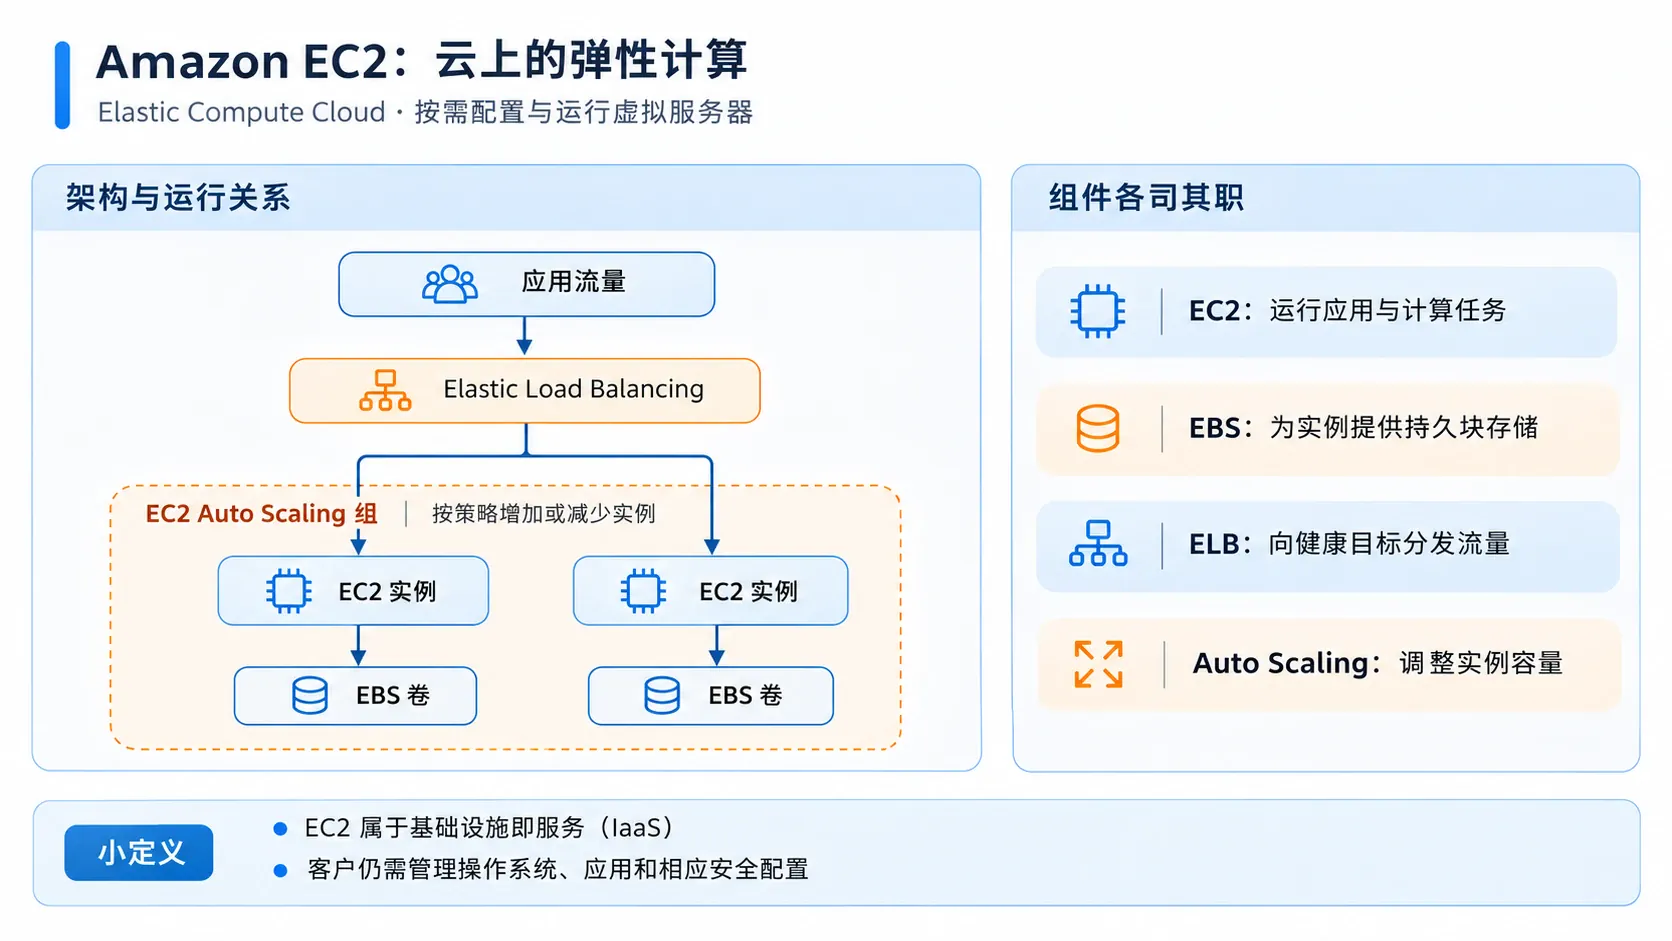 Amazon EC2：云上的弹性计算
Elastic Compute Cloud · 按需配置与运行虚拟服务器
架构与运行关系
应用流量
Elastic Load Balancing
EC2 Auto Scaling 组 | 按策略增加或减少实例
EC2 实例
EC2 实例
EBS 卷
EBS 卷
组件各司其职
EC2：运行应用与计算任务
EBS：为实例提供持久块存储
ELB：向健康目标分发流量
Auto Scaling：调整实例容量
小定义
EC2 属于基础设施即服务（IaaS）
客户仍需管理操作系统、应用和相应安全配置